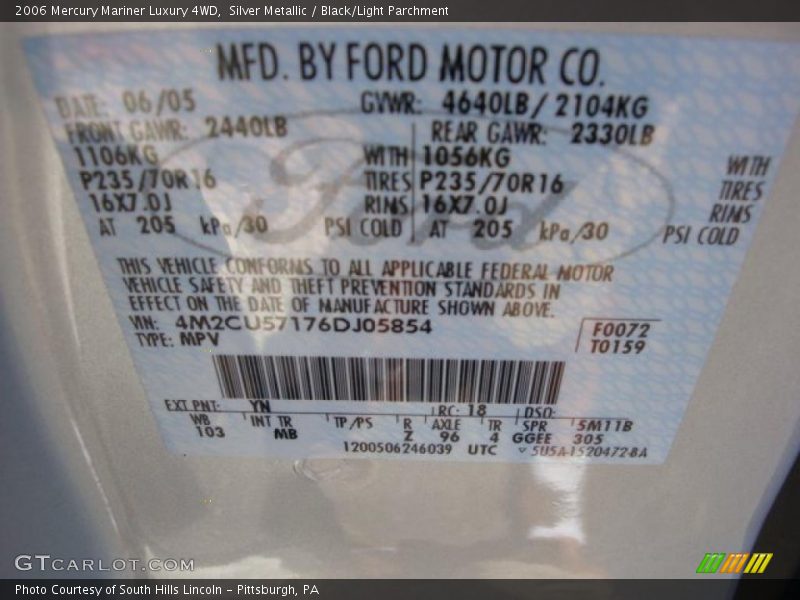 2006 Mercury Mariner Luxury 4WD, Silver Metallic / Black/Light Parchment
MFD. BY FORD MOTOR CO.
DATE: 06/05 GVWR: 4640LB/ 2104KG
FRONT GAWR: 2440LB REAR GAWR: 2330LB
1106KG WITH 1056KG WITH
P235/70R16 TIRES P235/70R16 TIRES
16X7.0J RIMS 16X7.0J RIMS
AT 205 kPa/30 PSI COLD AT 205 kPa/30 PSI COLD
Ford
THIS VEHICLE CONFORMS TO ALL APPLICABLE FEDERAL MOTOR
VEHICLE SAFETY AND THEFT PREVENTION STANDARDS IN
EFFECT ON THE DATE OF MANUFACTURE SHOWN ABOVE.
VIN: 4M2CU57176DJ05854 F0072
TYPE: MPV T0159
EXT PNT: YN RC: 18 DSO:
WB INT TR TP/PS R AXLE TR SPR 5M11B
103 MB Z 96 4 GGEE 305
1200506246039 UTC 5U5A-1520472-BA
GTCARLOT.COM
Photo Courtesy of South Hills Lincoln - Pittsburgh, PA